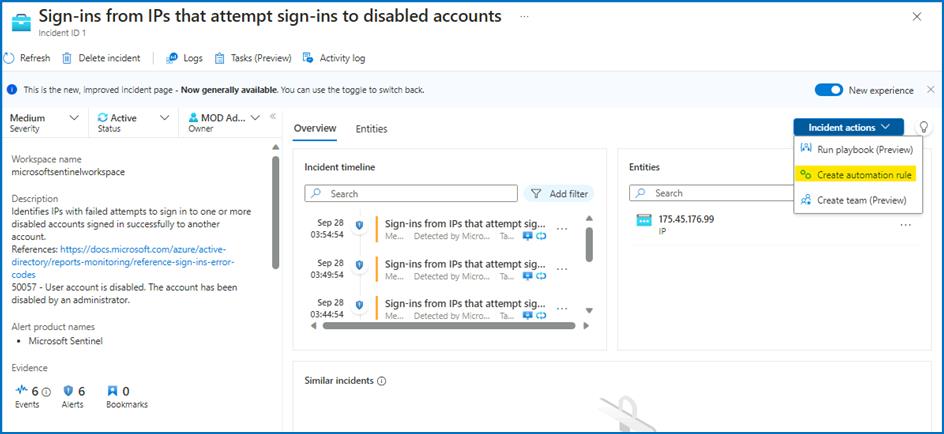 Sign-ins from IPs that attempt sign-ins to disabled accounts ...
Incident ID 1
Refresh Delete incident Logs Tasks (Preview) Activity log
This is the new, improved incident page - Now generally available. You can use the toggle to switch back. New experience
Medium
Severity
Active
Status
MOD Ad...
Owner
Workspace name
microsoftsentinelworkspace
Description
Identifies IPs with failed attempts to sign in to one or more
disabled accounts signed in successfully to another
account.
References: https://docs.microsoft.com/azure/active-
directory/reports-monitoring/reference-sign-ins-error-
codes
50057 - User account is disabled. The account has been
disabled by an administrator.
Alert product names
• Microsoft Sentinel
Evidence
6
Events
6
Alerts
0
Bookmarks
Overview Entities
Incident actions
Run playbook (Preview)
Create automation rule
Create team (Preview)
Incident timeline
Search Add filter
Sep 28
03:54:54
Sign-ins from IPs that attempt sig... ...
Me... Detected by Micro... Ta...
Sep 28
03:49:54
Sign-ins from IPs that attempt sig... ...
Me... Detected by Micro... Ta...
Sep 28
03:44:54
Sign-ins from IPs that attempt sig... ...
Me... Detected by Micro... Ta...
Entities
Search
175.45.176.99
IP
...
Similar incidents